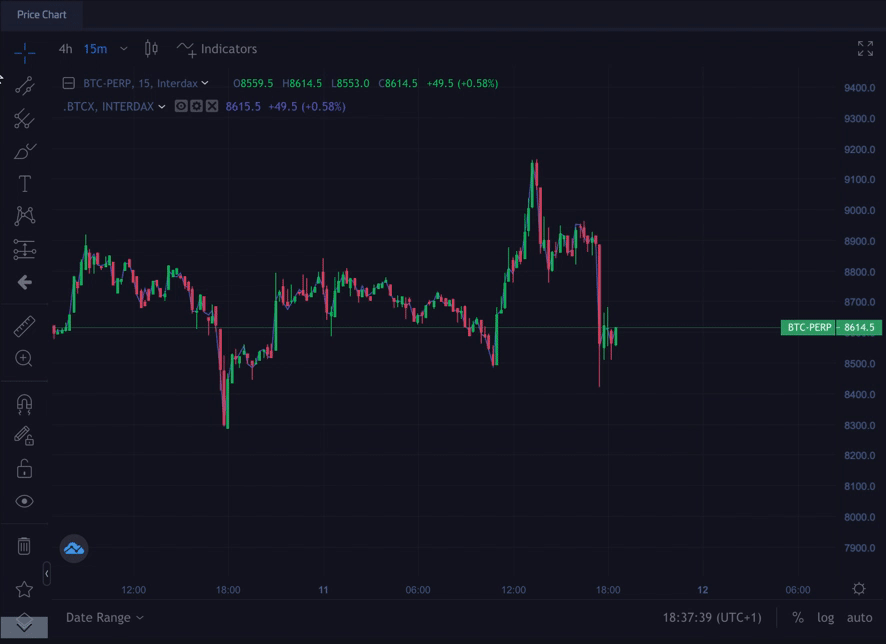 Price Chart
4h 15m Indicators
BTC-PERP, 15, Interdax O8559.5 H8614.5 L8553.0 C8614.5 +49.5 (+0.58%)
.BTCX, INTERDAX 8615.5 +49.5 (+0.58%)
9400.0
9300.0
9200.0
9100.0
9000.0
8900.0
8800.0
8700.0
BTC-PERP 8614.5
8500.0
8400.0
8300.0
8200.0
8100.0
8000.0
7900.0
12:00 18:00 11 06:00 12:00 18:00 12 06:00
Date Range 18:37:39 (UTC+1) % log auto